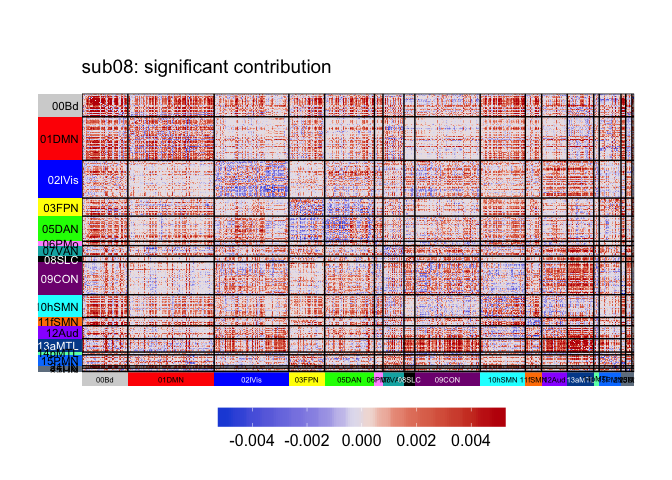 sub08: significant contribution
00Bd
01DMN
02lVis
03FPN
05DAN
06PMo
07VAN
08SLC
09CON
10hSMN
11fSMN
12Aud
13aMTL
15PMN
00Bd 01DMN 02lVis 03FPN 05DAN 08SLC 09CON 10hSMN 11fSMN 12Aud
-0.004 -0.002 0.000 0.002 0.004